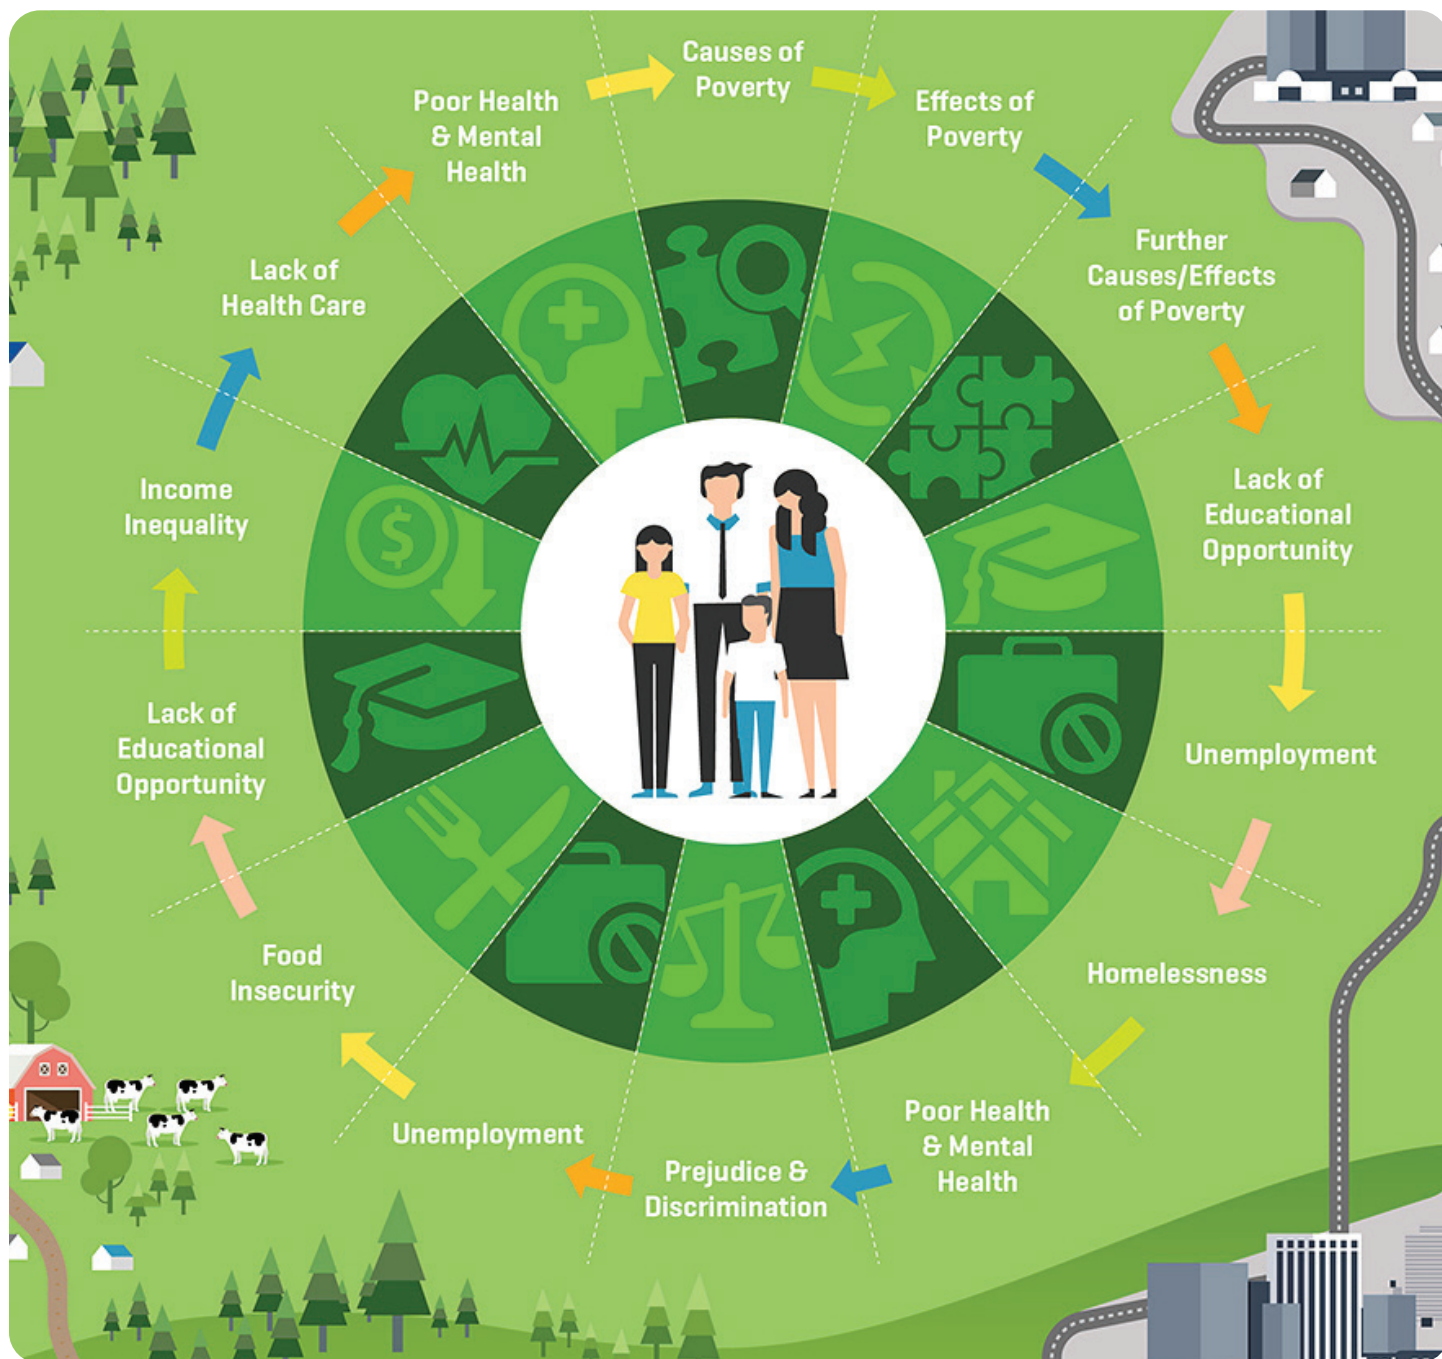 Causes of
Poverty
Effects of
Poverty
Further
Causes/Effects
of Poverty
Lack of
Educational
Opportunity
Unemployment
Homelessness
Poor Health
& Mental
Health
Prejudice &
Discrimination
Unemployment
Food
Insecurity
Lack of
Educational
Opportunity
Income
Inequality
Lack of
Health Care
Poor Health
& Mental
Health
$